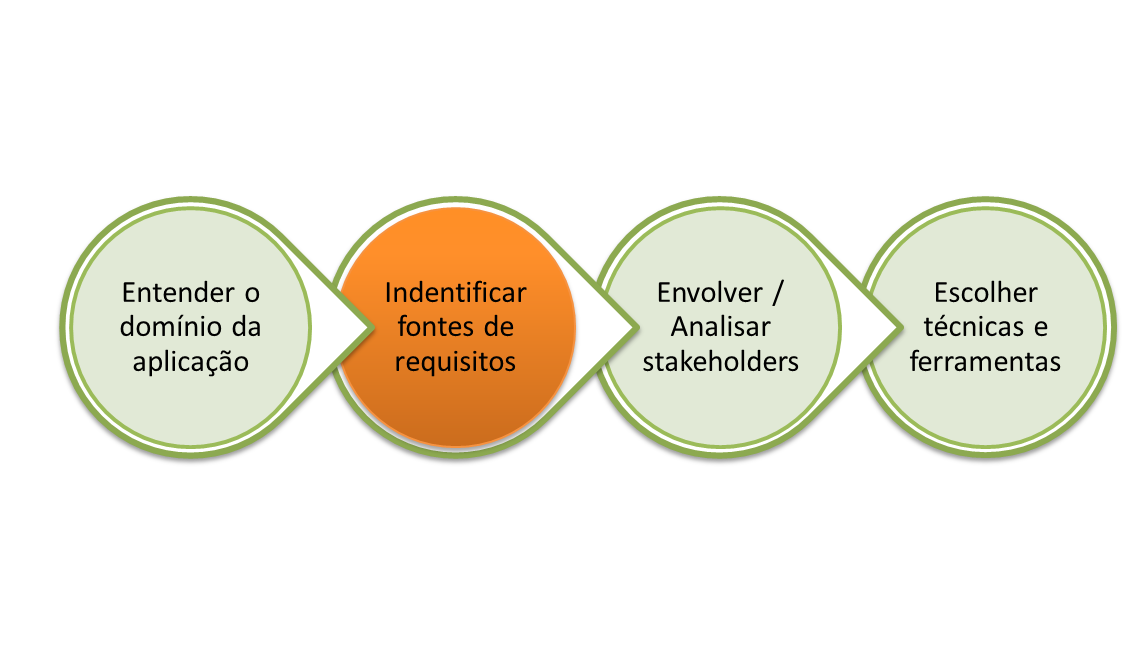 Entender o
domínio da
aplicação
Indentificar
fontes de
requisitos
Envolver /
Analisar
stakeholders
Escolher
técnicas e
ferramentas